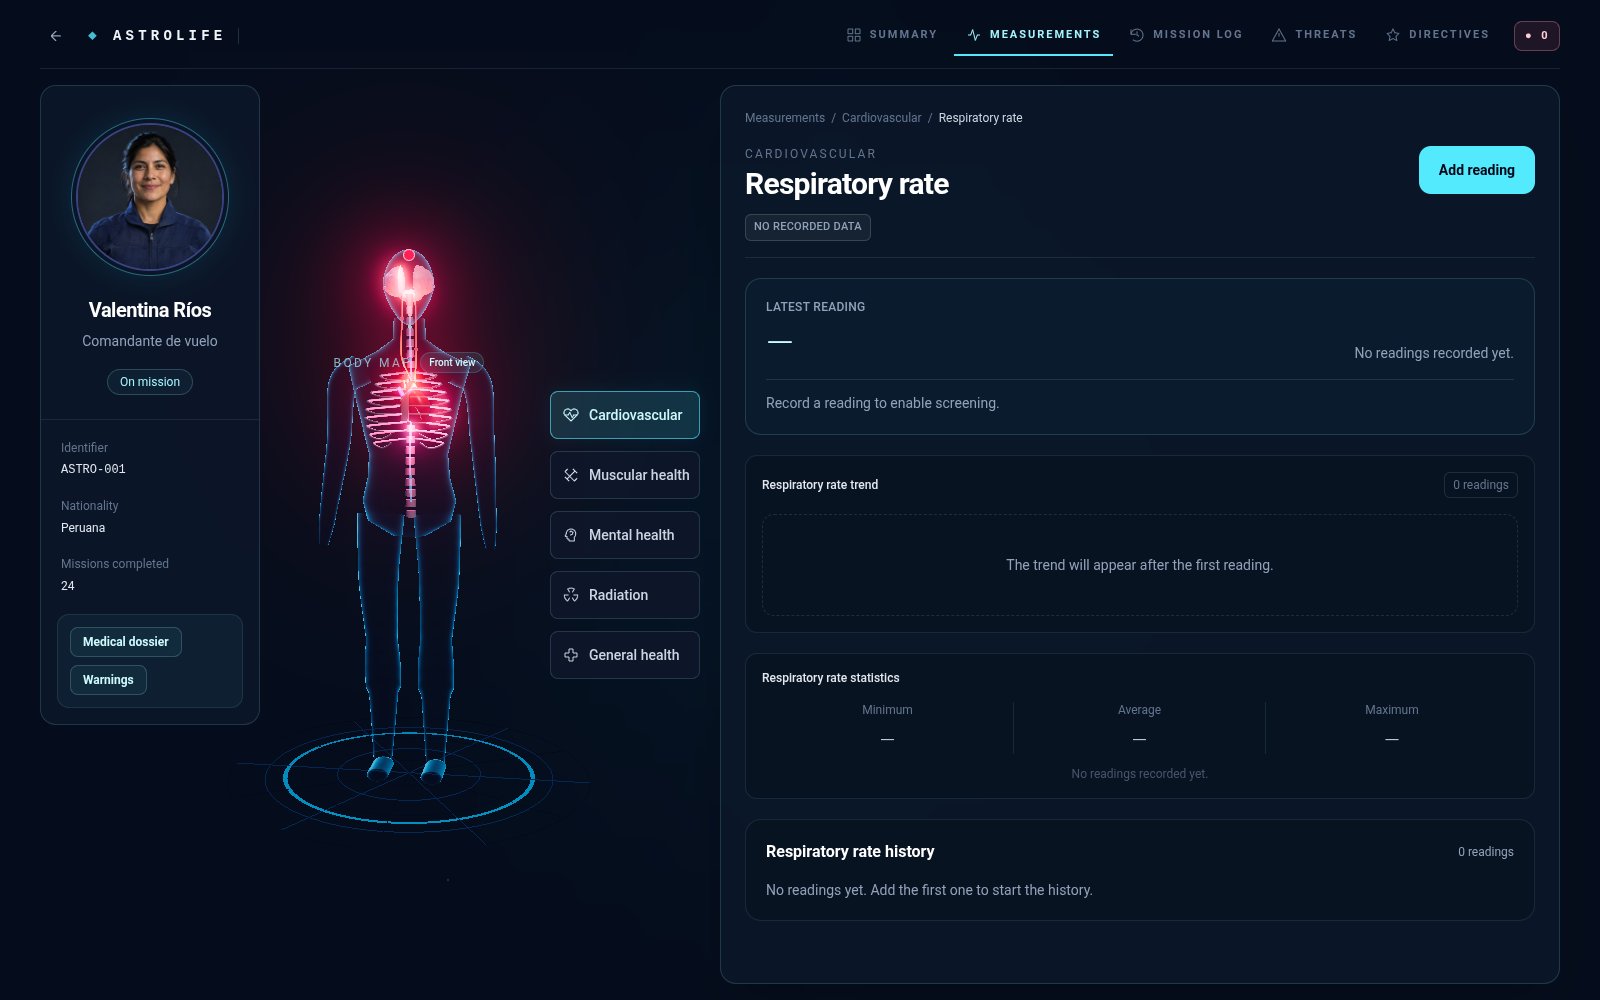 ASTROLIFE
SUMMARY
MEASUREMENTS
MISSION LOG
THREATS
DIRECTIVES
0
Valentina Ríos
Comandante de vuelo
On mission
Identifier
ASTRO-001
Nationality
Peruana
Missions completed
24
Medical dossier
Warnings
BODY MAP
Front view
Cardiovascular
Muscular health
Mental health
Radiation
General health
Measurements / Cardiovascular / Respiratory rate
CARDIOVASCULAR
Respiratory rate
Add reading
NO RECORDED DATA
LATEST READING
—
No readings recorded yet.
Record a reading to enable screening.
Respiratory rate trend
0 readings
The trend will appear after the first reading.
Respiratory rate statistics
Minimum
—
Average
—
Maximum
—
No readings recorded yet.
Respiratory rate history
0 readings
No readings yet. Add the first one to start the history.